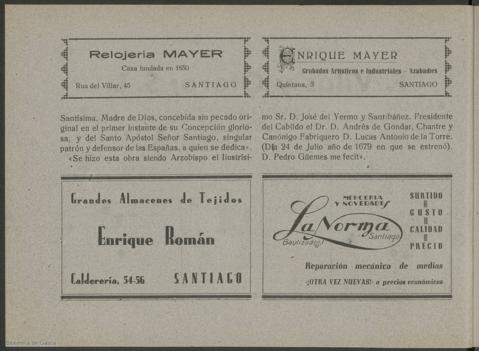 Relojería MAYER
Casa fundada en 1850
Rua del Villar, 45 SANTIAGO
ENRIQUE MAYER
Grabados Artísticos e Industriales - Azabaches
Quintana, 3 SANTIAGO
Santísima. Madre de Dios, concebida sin pecado ori-
ginal en el primer instante de su Concepción glorio-
sa, y del Santo Apóstol Señor Santiago, singular
patrón y defensor de las Españas, a quien se dedica».
«Se hizo esta obra siendo Arzobispo el Ilustrísi-
mo Sr. D. José del Yermo y Santibáñez. Presidente
del Cabildo el Dr. D. Andrés de Gondar, Chantre y
Canónigo Fabriquero D. Lucas Antonio de la Torre.
(Día 24 de Julio año de 1679 en que se estrenó).
D. Pedro Güemes me fecit».
Grandes Almacenes de Tejidos
Enrique Román
Calderería, 54-56 SANTIAGO
MERCERIA
Y NOVEDADES
La Norma
Santiago
SURTIDO
E
GUSTO
E
CALIDAD
E
PRECIO
Reparación mecánica de medias
¡OTRA VEZ NUEVAS! a precios económicos
Biblioteca de Galicia